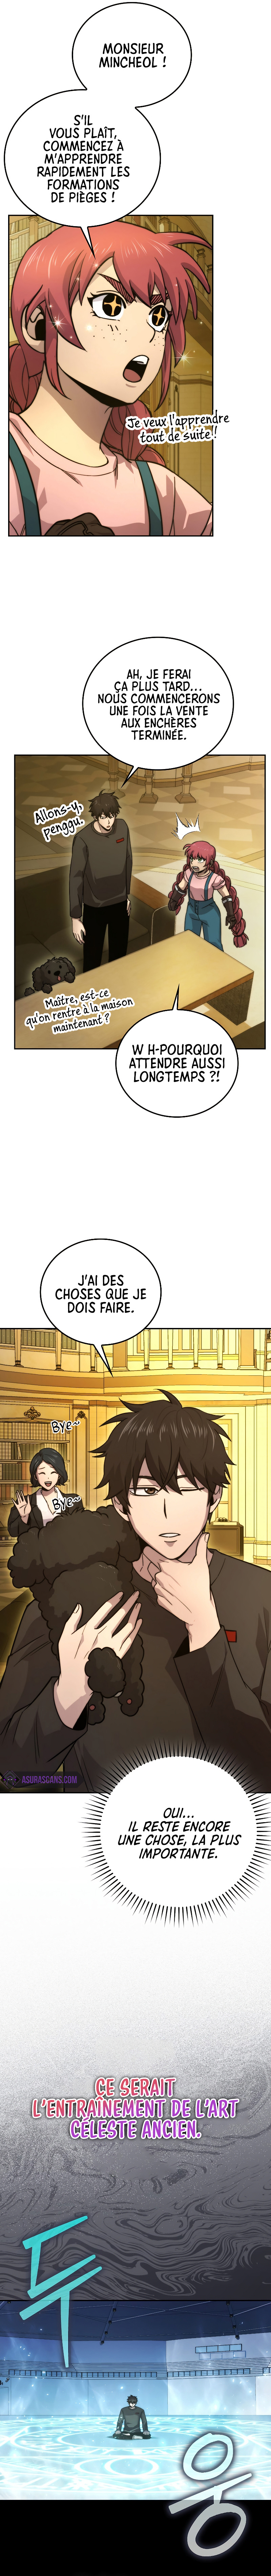 MONSIEUR
MINCHEOL !
S'IL
VOUS PLAÎT,
COMMENCEZ À
M'APPRENDRE
RAPIDEMENT LES
FORMATIONS
DE PIÈGES !
Je veux l'apprendre
tout de suite !
AH, JE FERAI
ÇA PLUS TARD...
NOUS COMMENCERONS
UNE FOIS LA VENTE
AUX ENCHÈRES
TERMINÉE.
Allons-y,
penggu.
Maître, est-ce
qu'on rentre à la maison
maintenant ?
W H-POURQUOI
ATTENDRE AUSSI
LONGTEMPS ?!
J'AI DES
CHOSES QUE JE
DOIS FAIRE.
Bye~
Bye~
ASURASCANS.COM
OUI...
IL RESTE ENCORE
UNE CHOSE, LA PLUS
IMPORTANTE.
CE SERAIT
L'ENTRAÎNEMENT DE L'ART
CÉLESTE ANCIEN.
두
웅